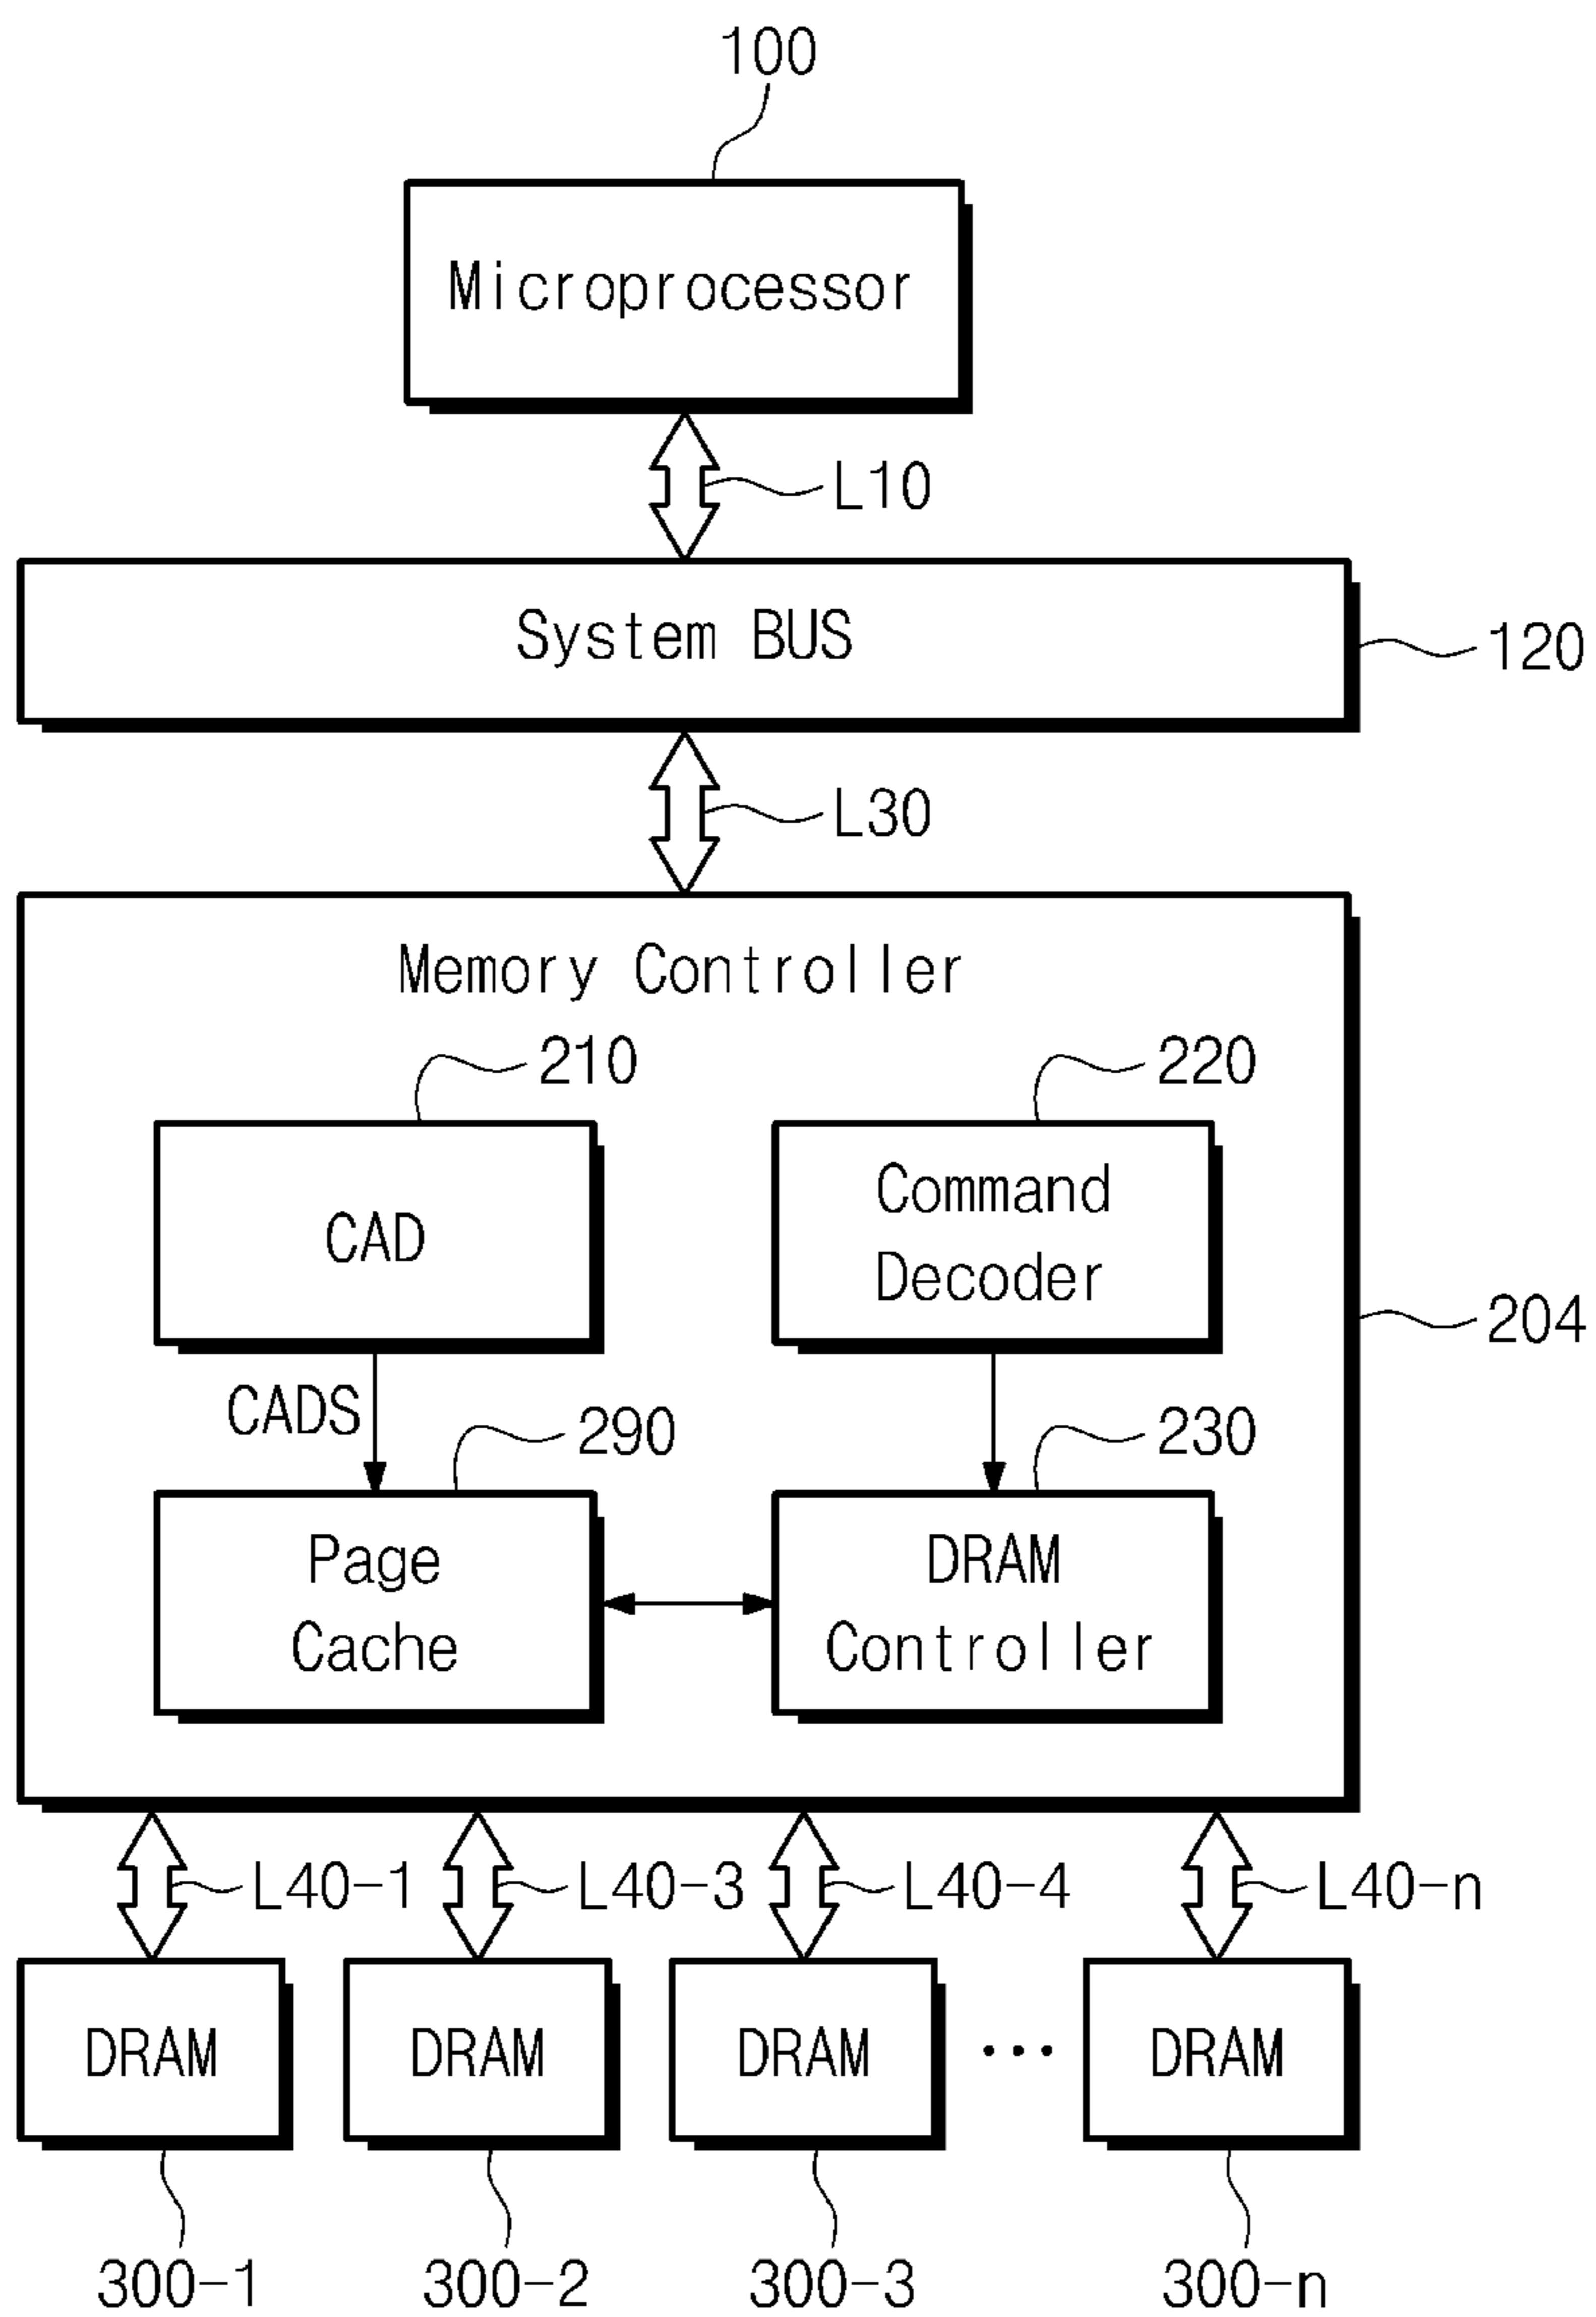 100
Microprocessor
L10
System BUS
120
L30
Memory Controller
210
220
CAD
Command
Decoder
204
CADS
290
230
Page
Cache
DRAM
Controller
L40-1
L40-3
L40-4
L40-n
DRAM
DRAM
DRAM
...
DRAM
300-1
300-2
300-3
300-n